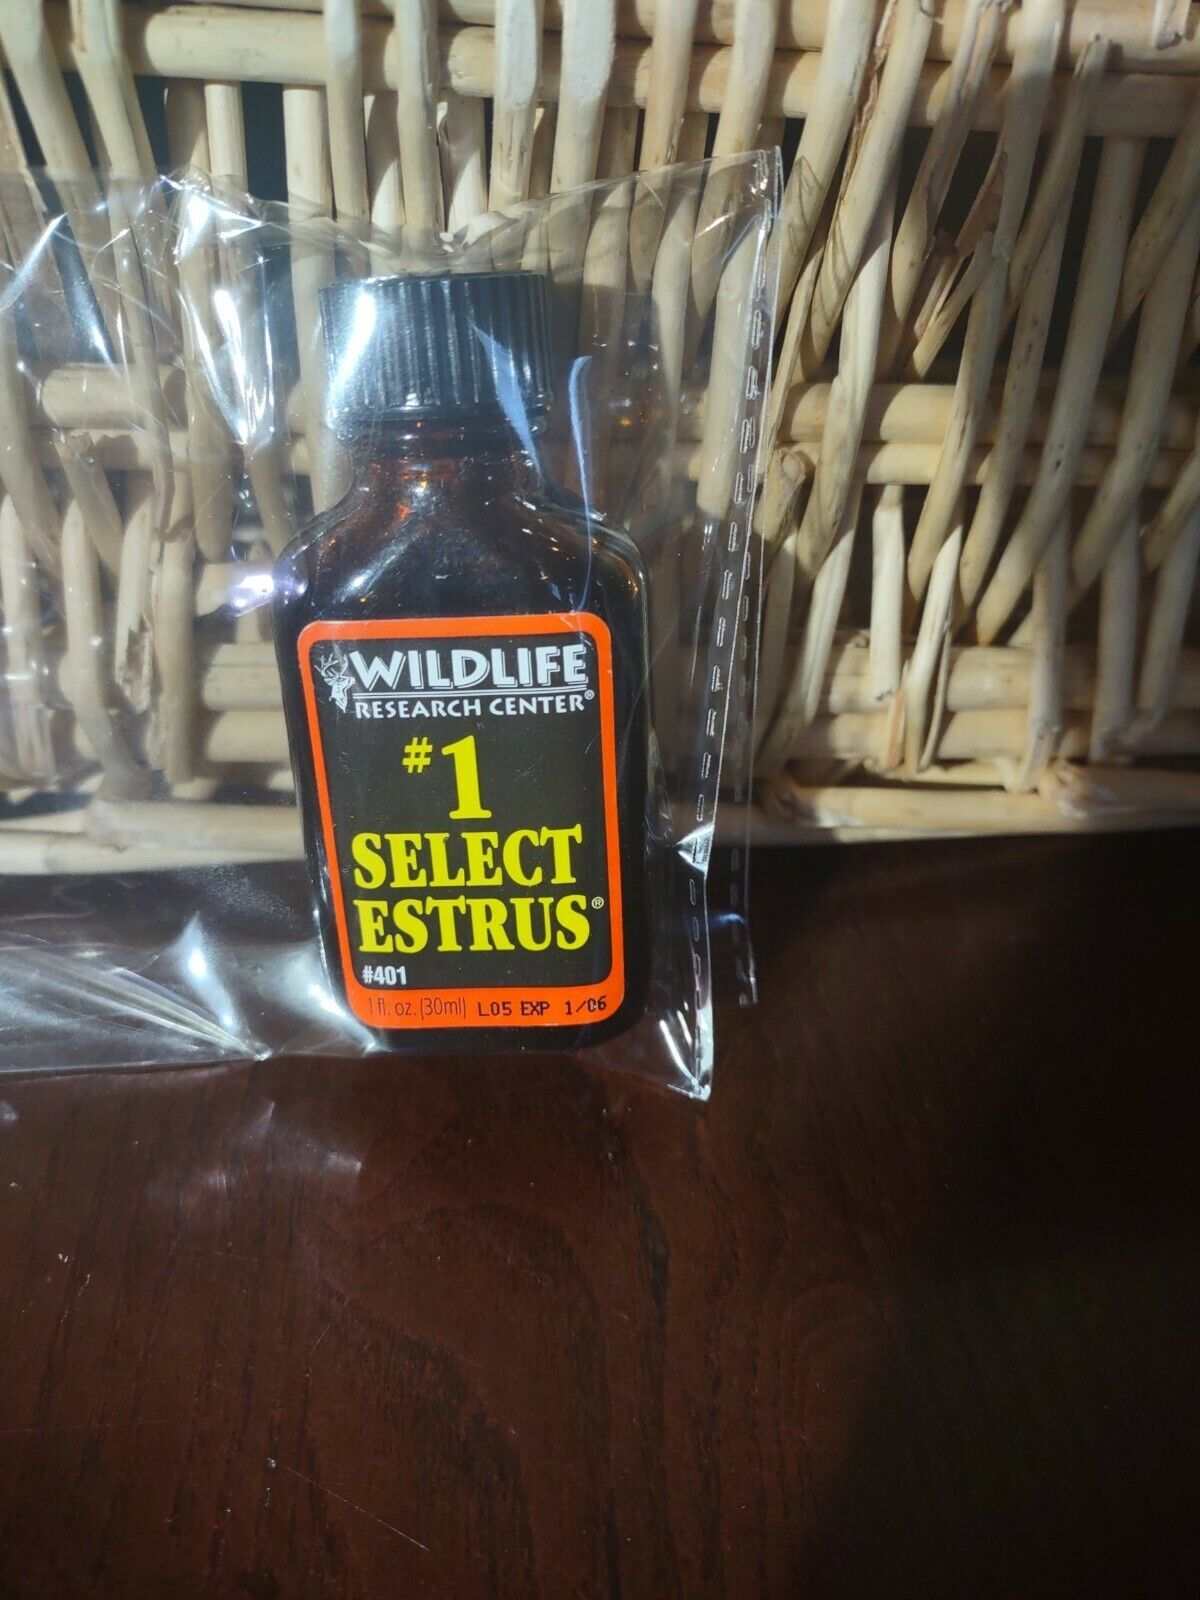 WILDLIFE
RESEARCH CENTER®
#1
SELECT
ESTRUS®
#401
1 fl. oz. (30ml) L05 EXP 1/06